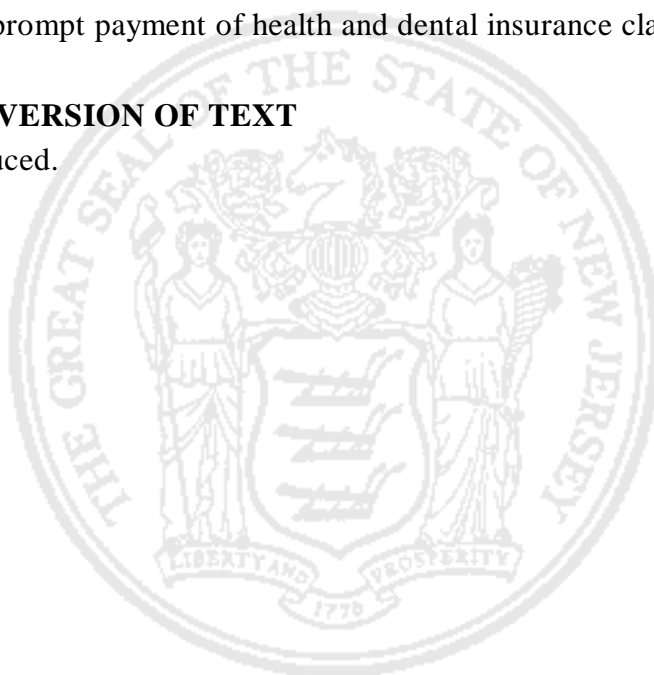 prompt payment of health and dental insurance cla
VERSION OF TEXT
uced.
THE GREAT SEAL OF THE STATE OF NEW JERSEY
LIBERTY AND PROSPERITY
1776